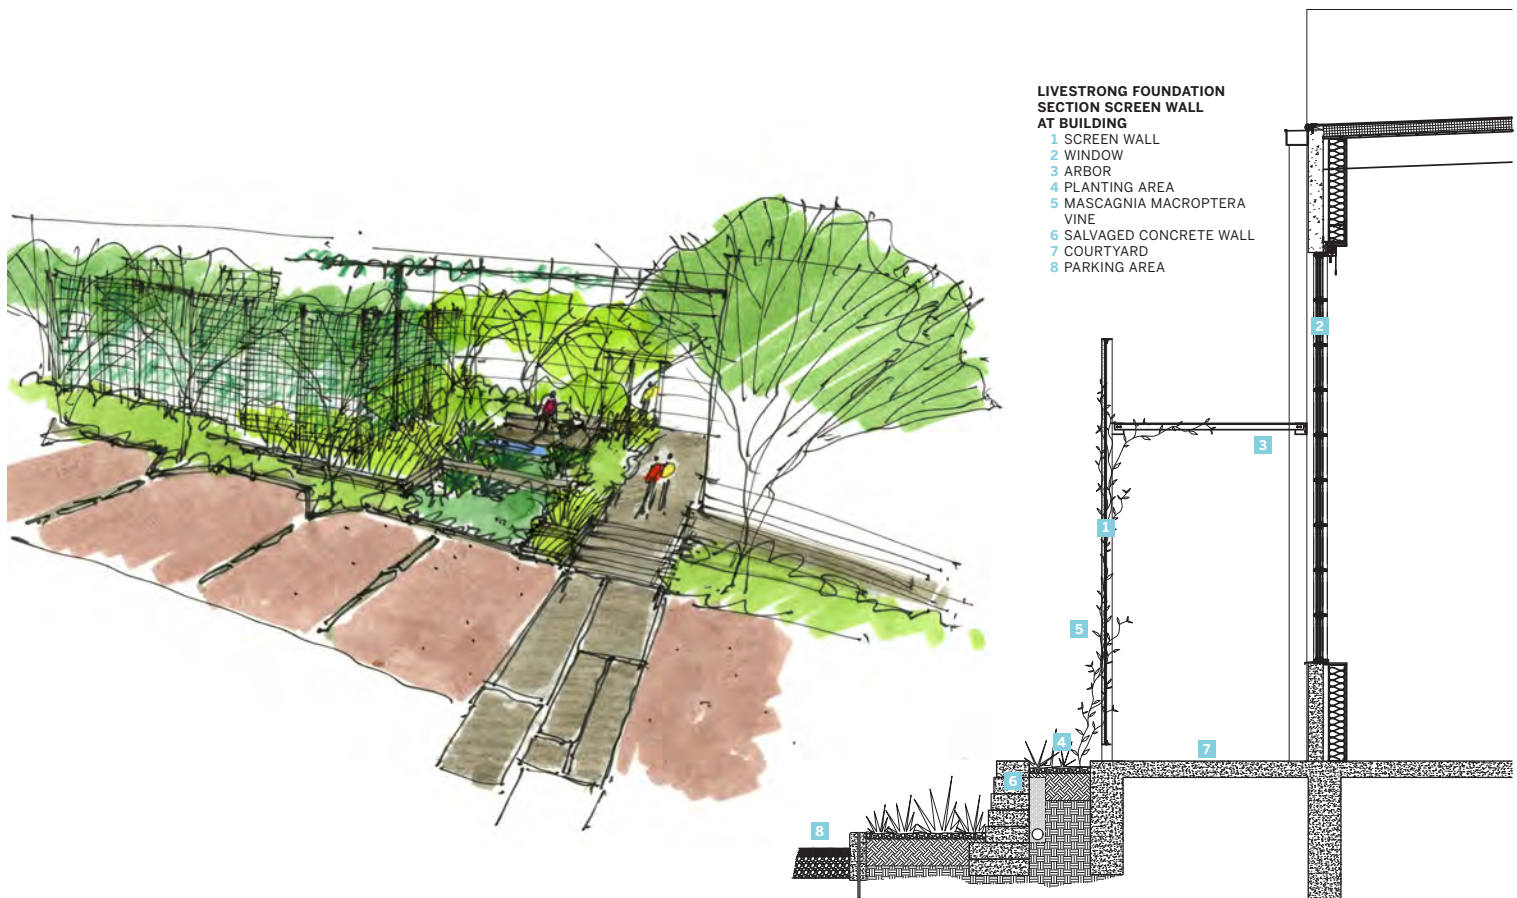 LIVESTRONG FOUNDATION
SECTION SCREEN WALL
AT BUILDING
1 SCREEN WALL
2 WINDOW
3 ARBOR
4 PLANTING AREA
5 MASCAGNIA MACROPTERA
VINE
6 SALVAGED CONCRETE WALL
7 COURTYARD
8 PARKING AREA
2
3
1
5
4
7
6
8